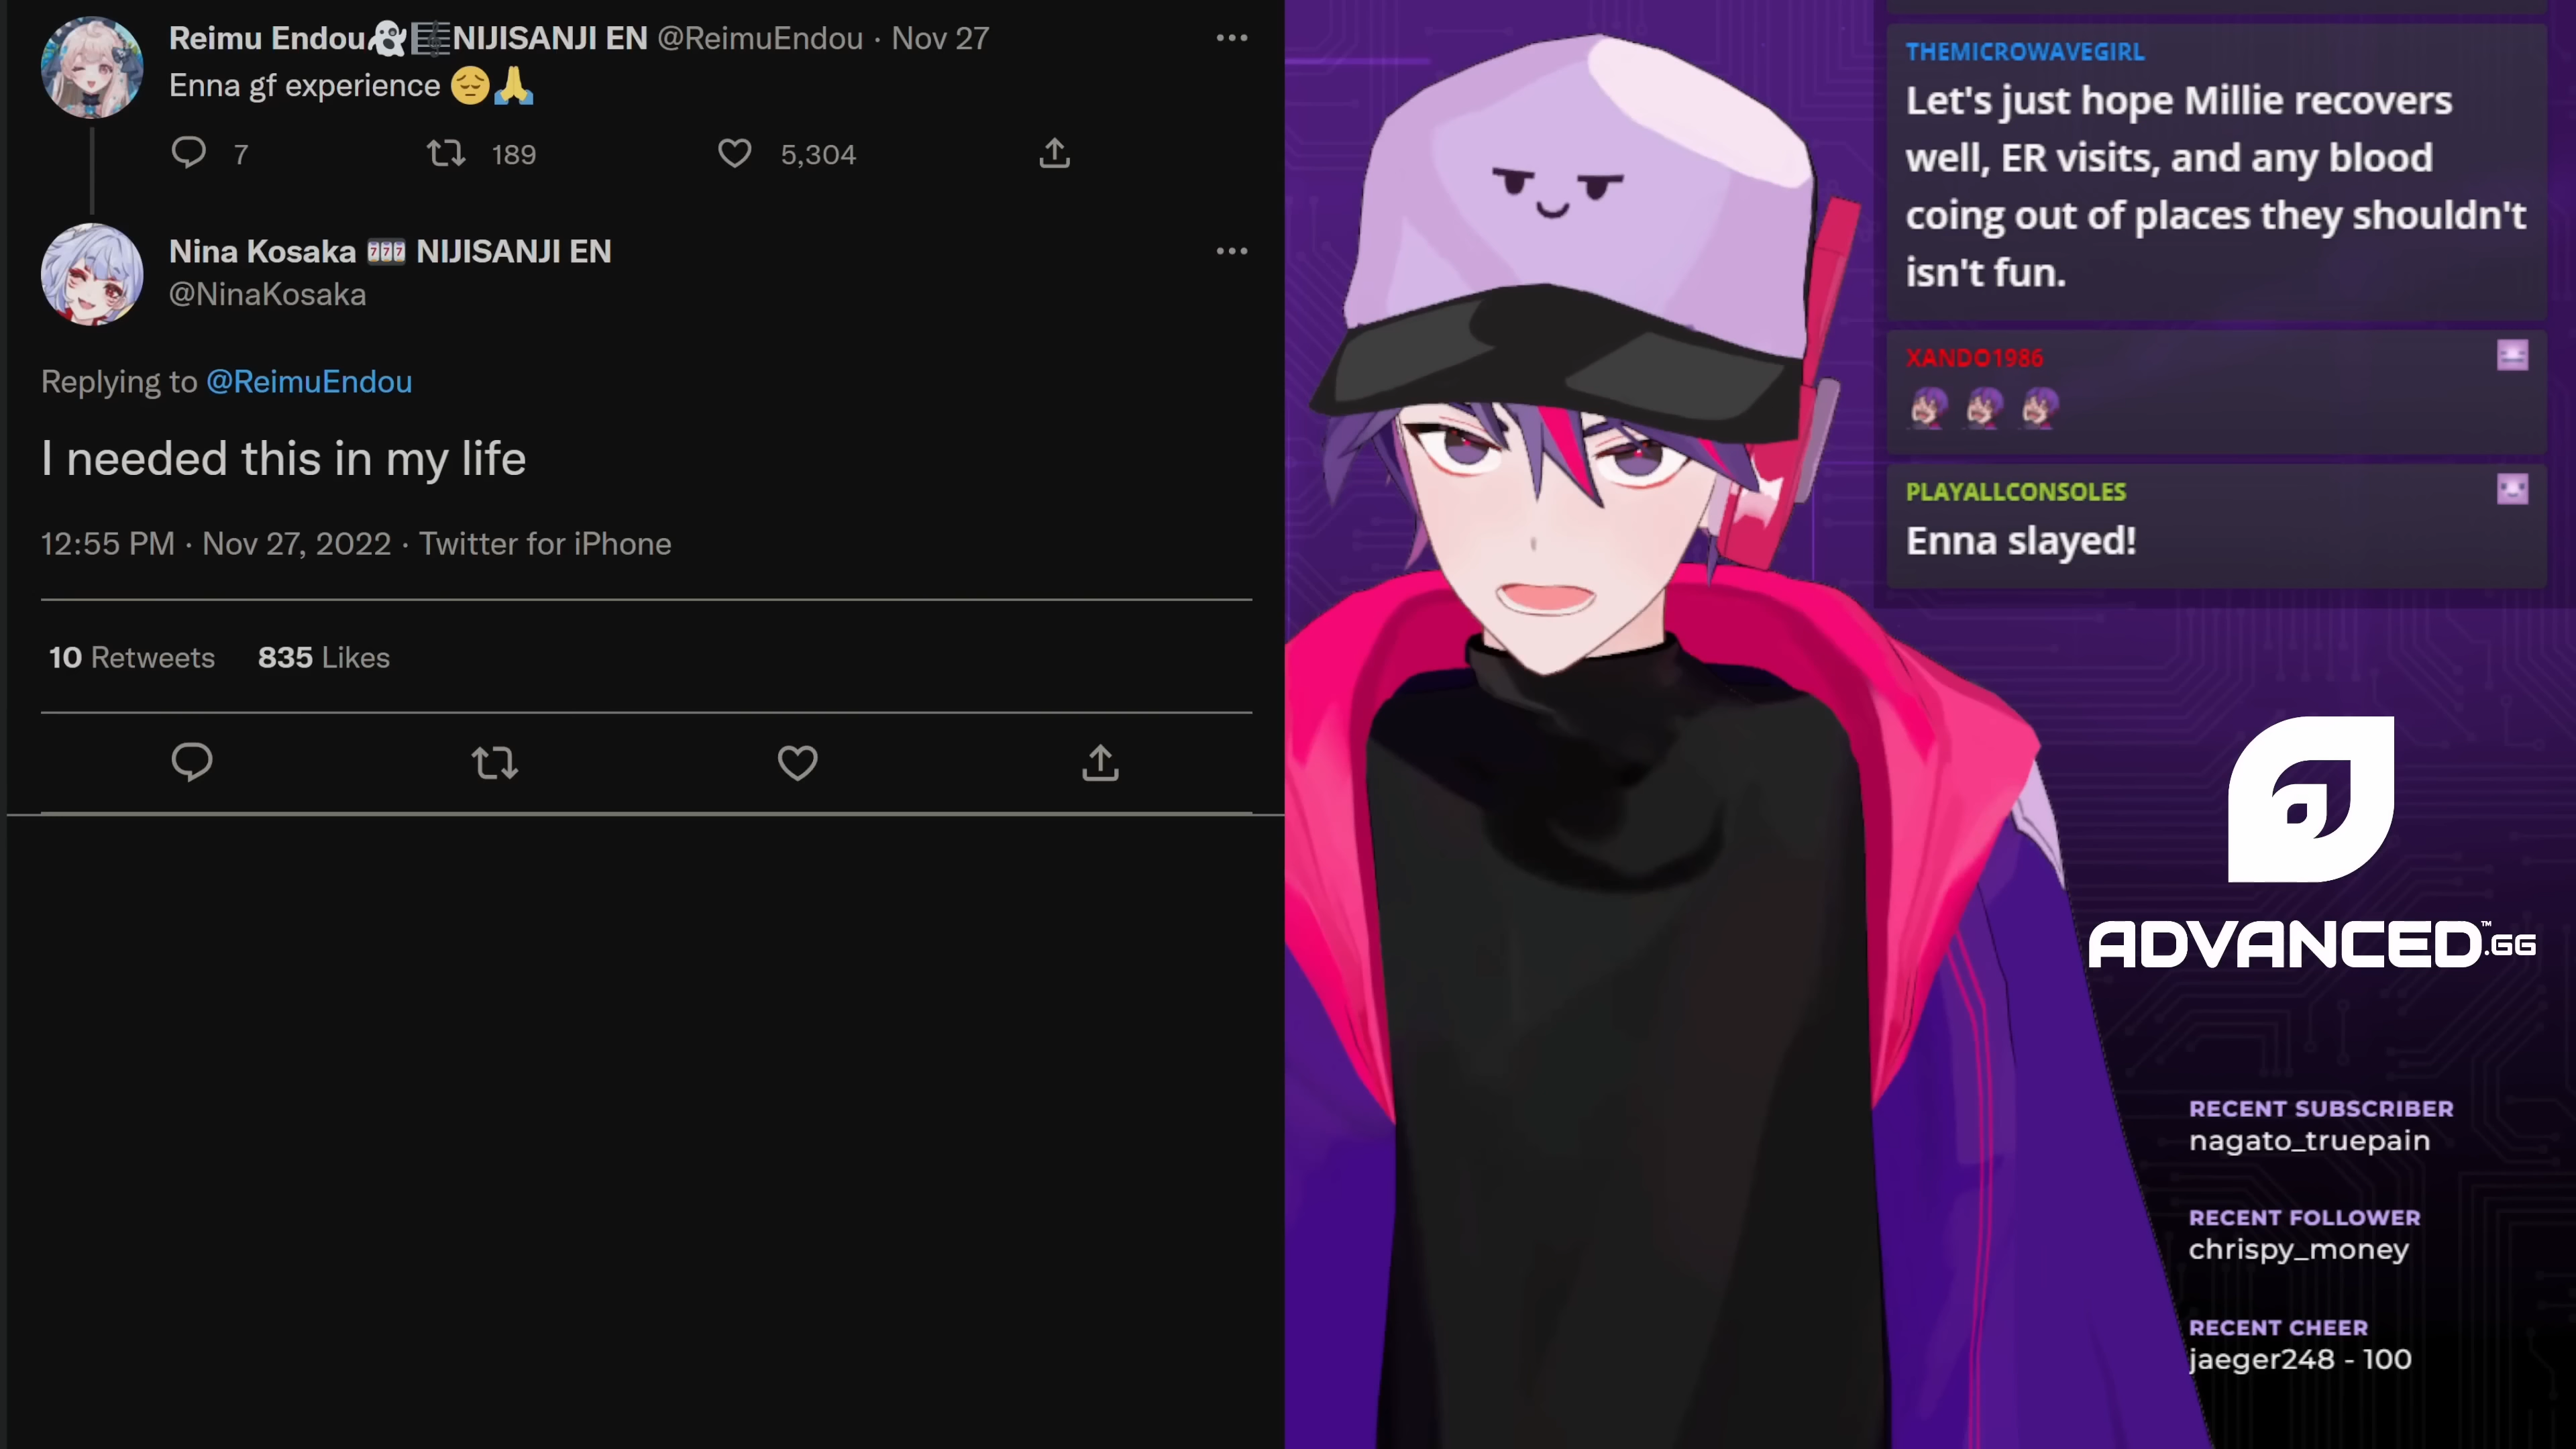 Reimu Endou👻🎼NIJISANJI EN @ReimuEndou · Nov 27
Enna gf experience 😔🙏
7 189 5,304
Nina Kosaka 🎰 NIJISANJI EN
@NinaKosaka
Replying to @ReimuEndou
I needed this in my life
12:55 PM · Nov 27, 2022 · Twitter for iPhone
10 Retweets 835 Likes
THEMICROWAVEGIRL
Let's just hope Millie recovers
well, ER visits, and any blood
coing out of places they shouldn't
isn't fun.
XANDO1986
PLAYALLCONSOLES
Enna slayed!
ADVANCED™.GG
RECENT SUBSCRIBER
nagato_truepain
RECENT FOLLOWER
chrispy_money
RECENT CHEER
jaeger248 - 100